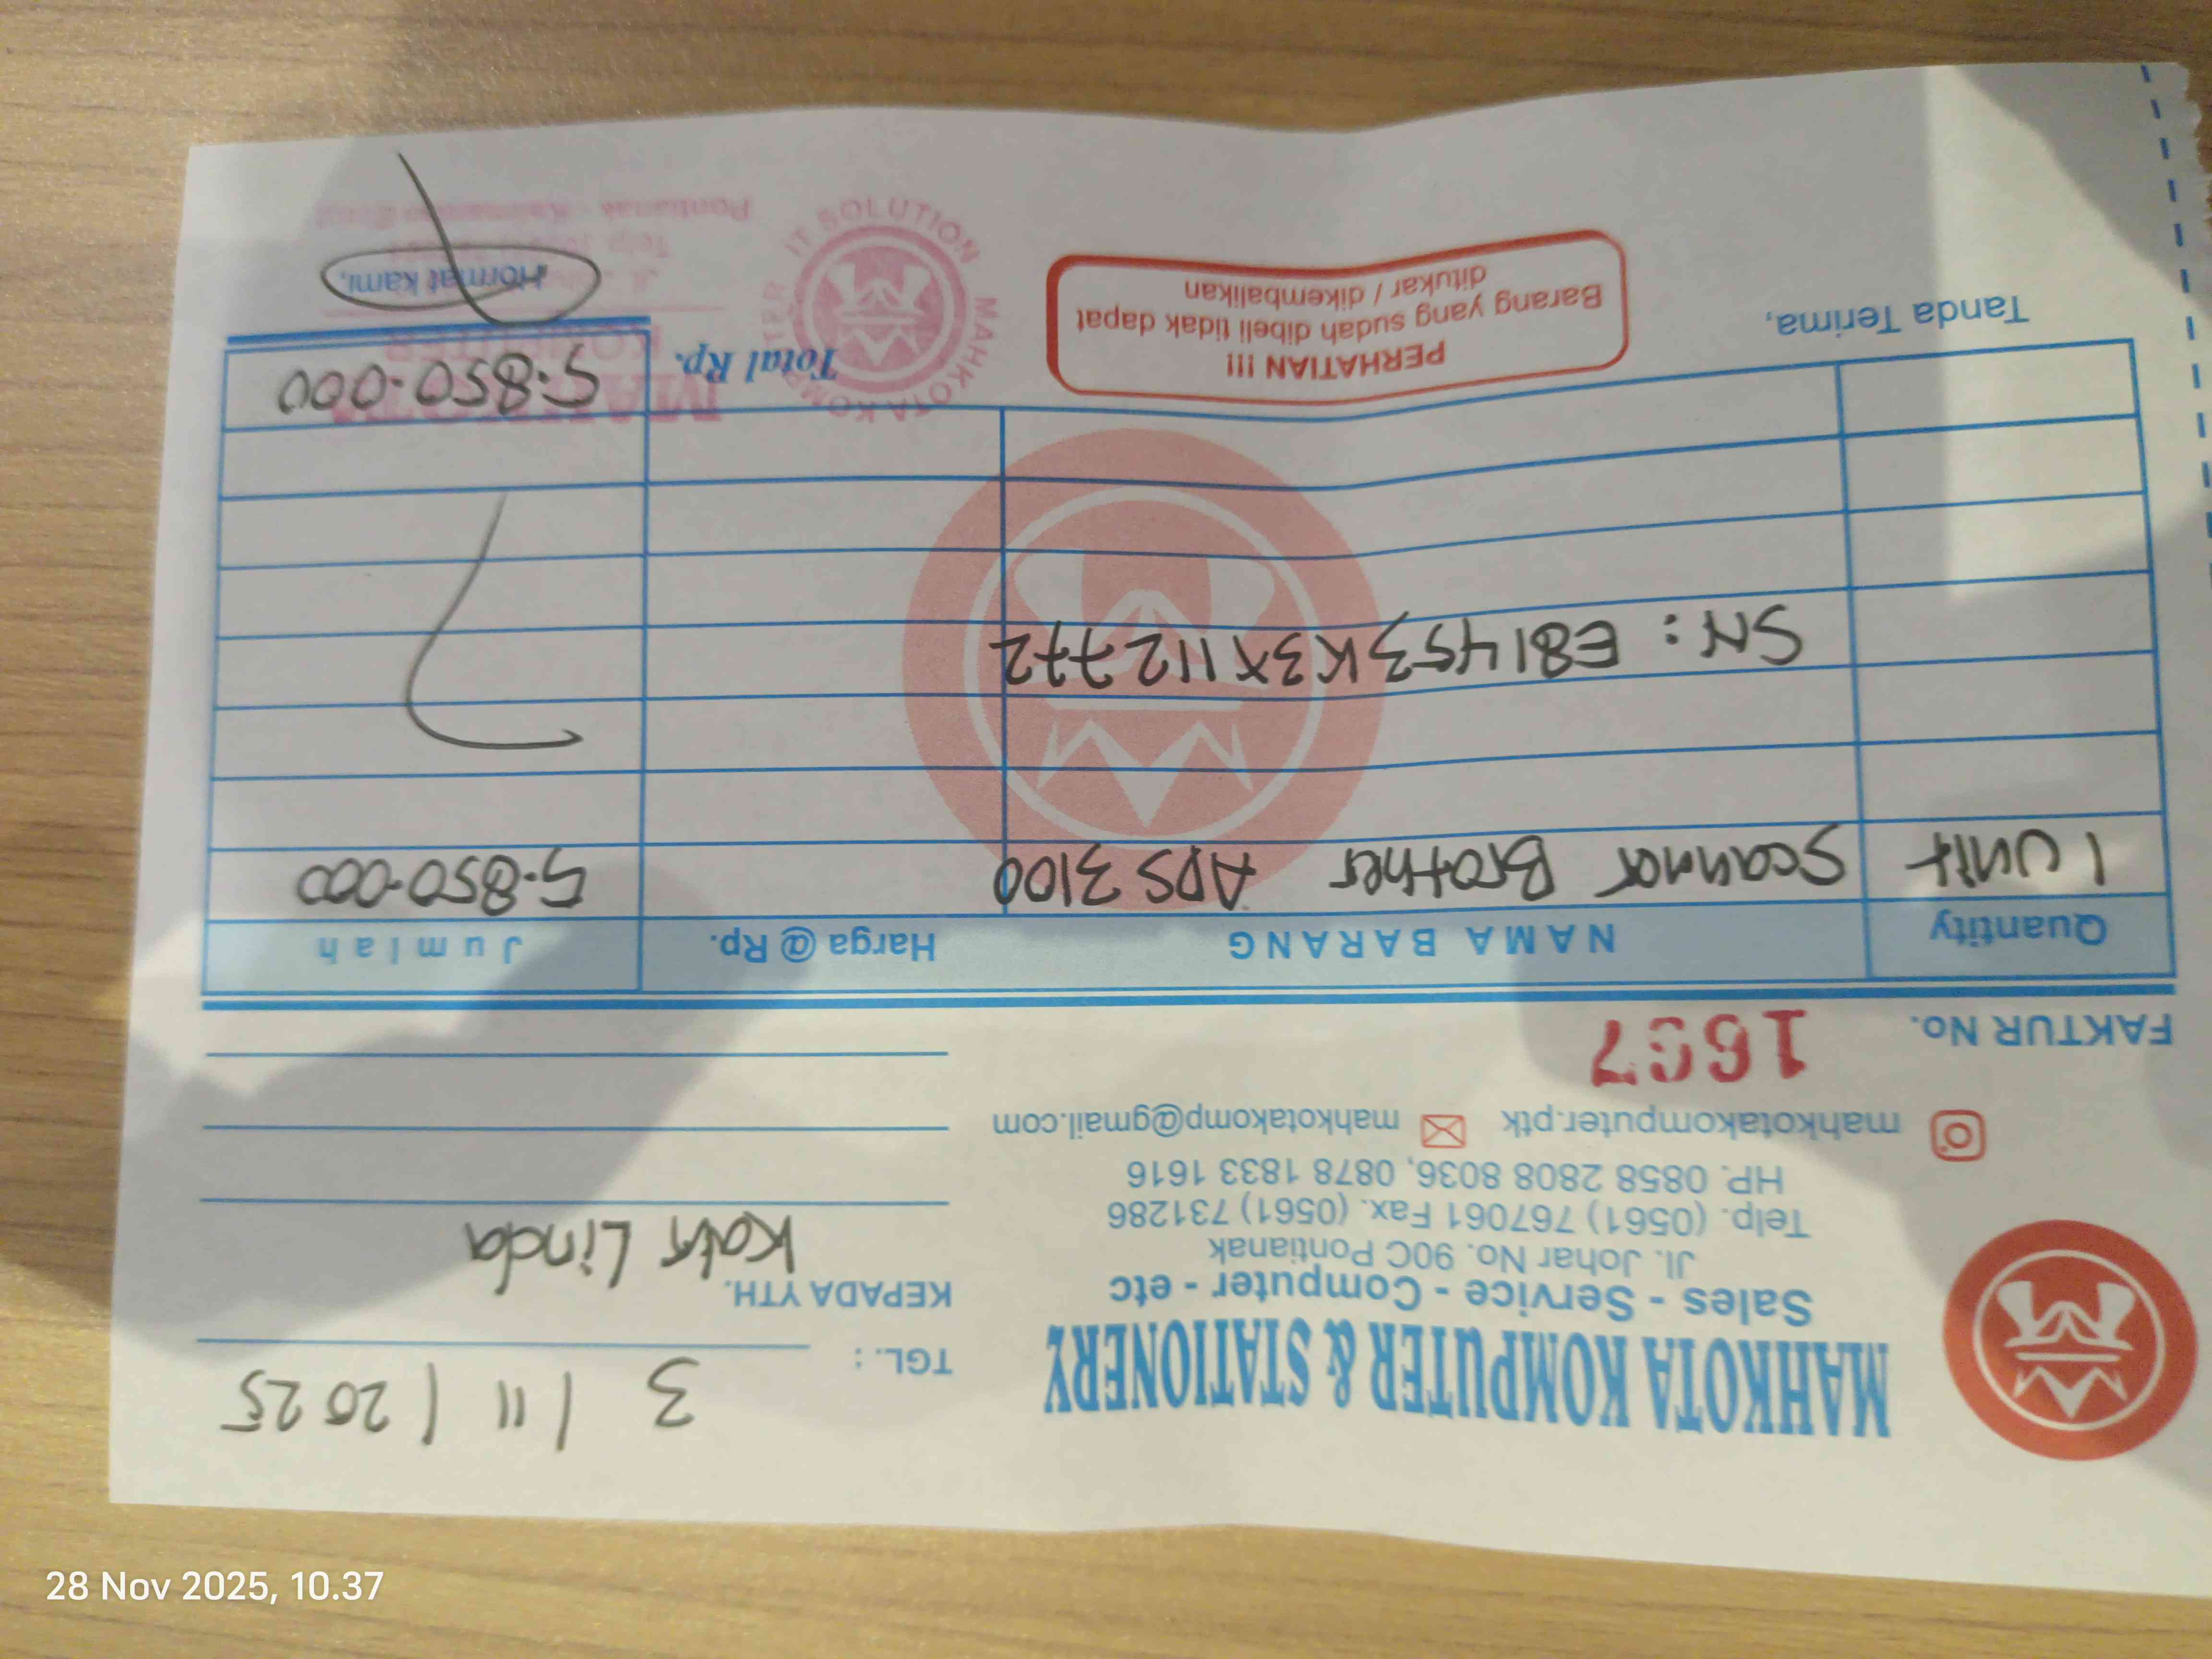 MAHKOTA KOMPUTER & STATIONERY
Sales - Service - Computer - etc
Jl. Johar No. 90C Pontianak
Telp. (0561) 767061 Fax. (0561) 731286
HP. 0858 2808 8036, 0878 1833 1616
mahkotakomputer.ptk mahkotakomp@gmail.com
TGL. : 3 / 11 / 2025
KEPADA YTH.
Linda
FAKTUR No.
Quantity NAMA BARANG Harga @ Rp. Jumlah
1 Unit Scanner Brother ADS 3100 5.850.000
SN : E81453K3X112772
Total Rp. 5.850.000
Tanda Terima,
PERHATIAN !!!
Barang yang sudah dibeli tidak dapat
ditukar / dikembalikan
MAHKOTA KOMPUTER IT SOLUTION
Hormat kami,
MAHKOTA
KOMPUTER
28 Nov 2025, 10.37